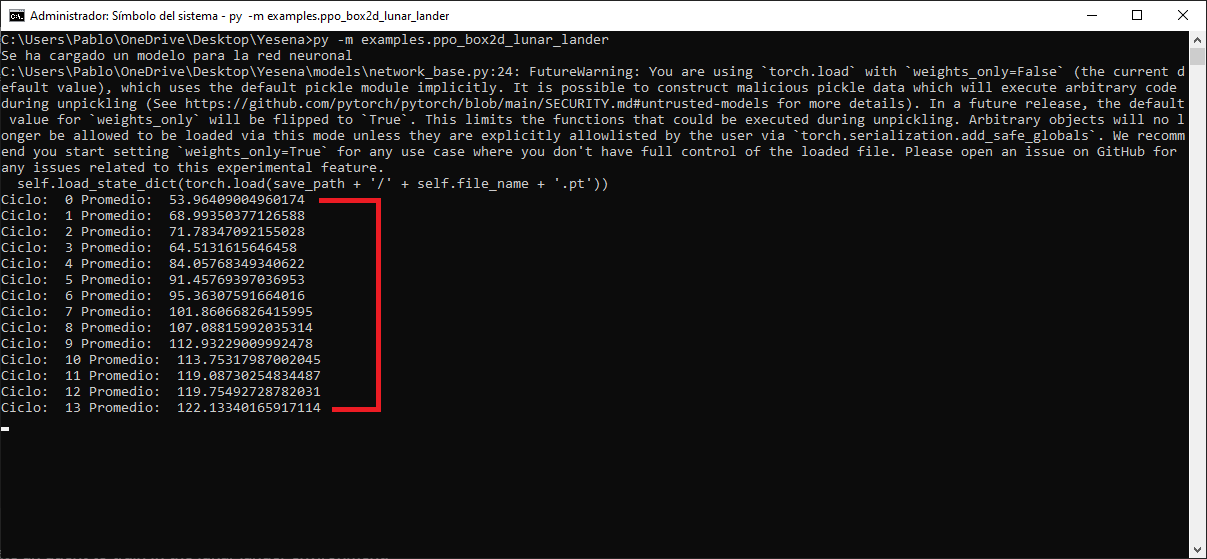 Administrador: Símbolo del sistema - py -m examples.ppo_box2d_lunar_lander
C:\Users\Pablo\OneDrive\Desktop\Yesena>py -m examples.ppo_box2d_lunar_lander
Se ha cargado un modelo para la red neuronal
C:\Users\Pablo\OneDrive\Desktop\Yesena\models\network_base.py:24: FutureWarning: You are using `torch.load` with `weights_only=False` (the current d
efault value), which uses the default pickle module implicitly. It is possible to construct malicious pickle data which will execute arbitrary code
during unpickling (See https://github.com/pytorch/pytorch/blob/main/SECURITY.md#untrusted-models for more details). In a future release, the default
 value for `weights_only` will be flipped to `True`. This limits the functions that could be executed during unpickling. Arbitrary objects will no l
onger be allowed to be loaded via this mode unless they are explicitly allowlisted by the user via `torch.serialization.add_safe_globals`. We recomm
end you start setting `weights_only=True` for any use case where you don't have full control of the loaded file. Please open an issue on GitHub for
any issues related to this experimental feature.
  self.load_state_dict(torch.load(save_path + '/' + self.file_name + '.pt'))
Ciclo:  0 Promedio:  53.96409004960174
Ciclo:  1 Promedio:  68.99350377126588
Ciclo:  2 Promedio:  71.78347092155028
Ciclo:  3 Promedio:  64.5131615646458
Ciclo:  4 Promedio:  84.05768349340622
Ciclo:  5 Promedio:  91.45769397036953
Ciclo:  6 Promedio:  95.36307591664016
Ciclo:  7 Promedio:  101.86066826415995
Ciclo:  8 Promedio:  107.08815992035314
Ciclo:  9 Promedio:  112.93229009992478
Ciclo:  10 Promedio:  113.75317987002045
Ciclo:  11 Promedio:  119.08730254834487
Ciclo:  12 Promedio:  119.75492728782031
Ciclo:  13 Promedio:  122.13340165917114